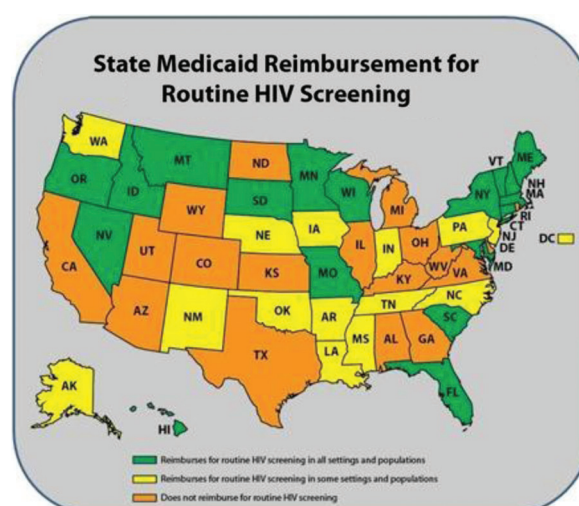 State Medicaid Reimbursement for
Routine HIV Screening
WA
MT
ND
MN
VT
ME
OR
ID
SD
WI
NY
NH
MA
WY
MI
RI
CT
NV
NE
IA
PA
NJ
DE
DC
UT
CO
IL
IN
OH
WV
VA
MD
CA
KS
MO
KY
NC
AZ
NM
OK
AR
TN
SC
TX
LA
MS
AL
GA
AK
HI
FL
Reimburses for routine HIV screening in all settings and populations
Reimburses for routine HIV screening in some settings and populations
Does not reimburse for routine HIV screening